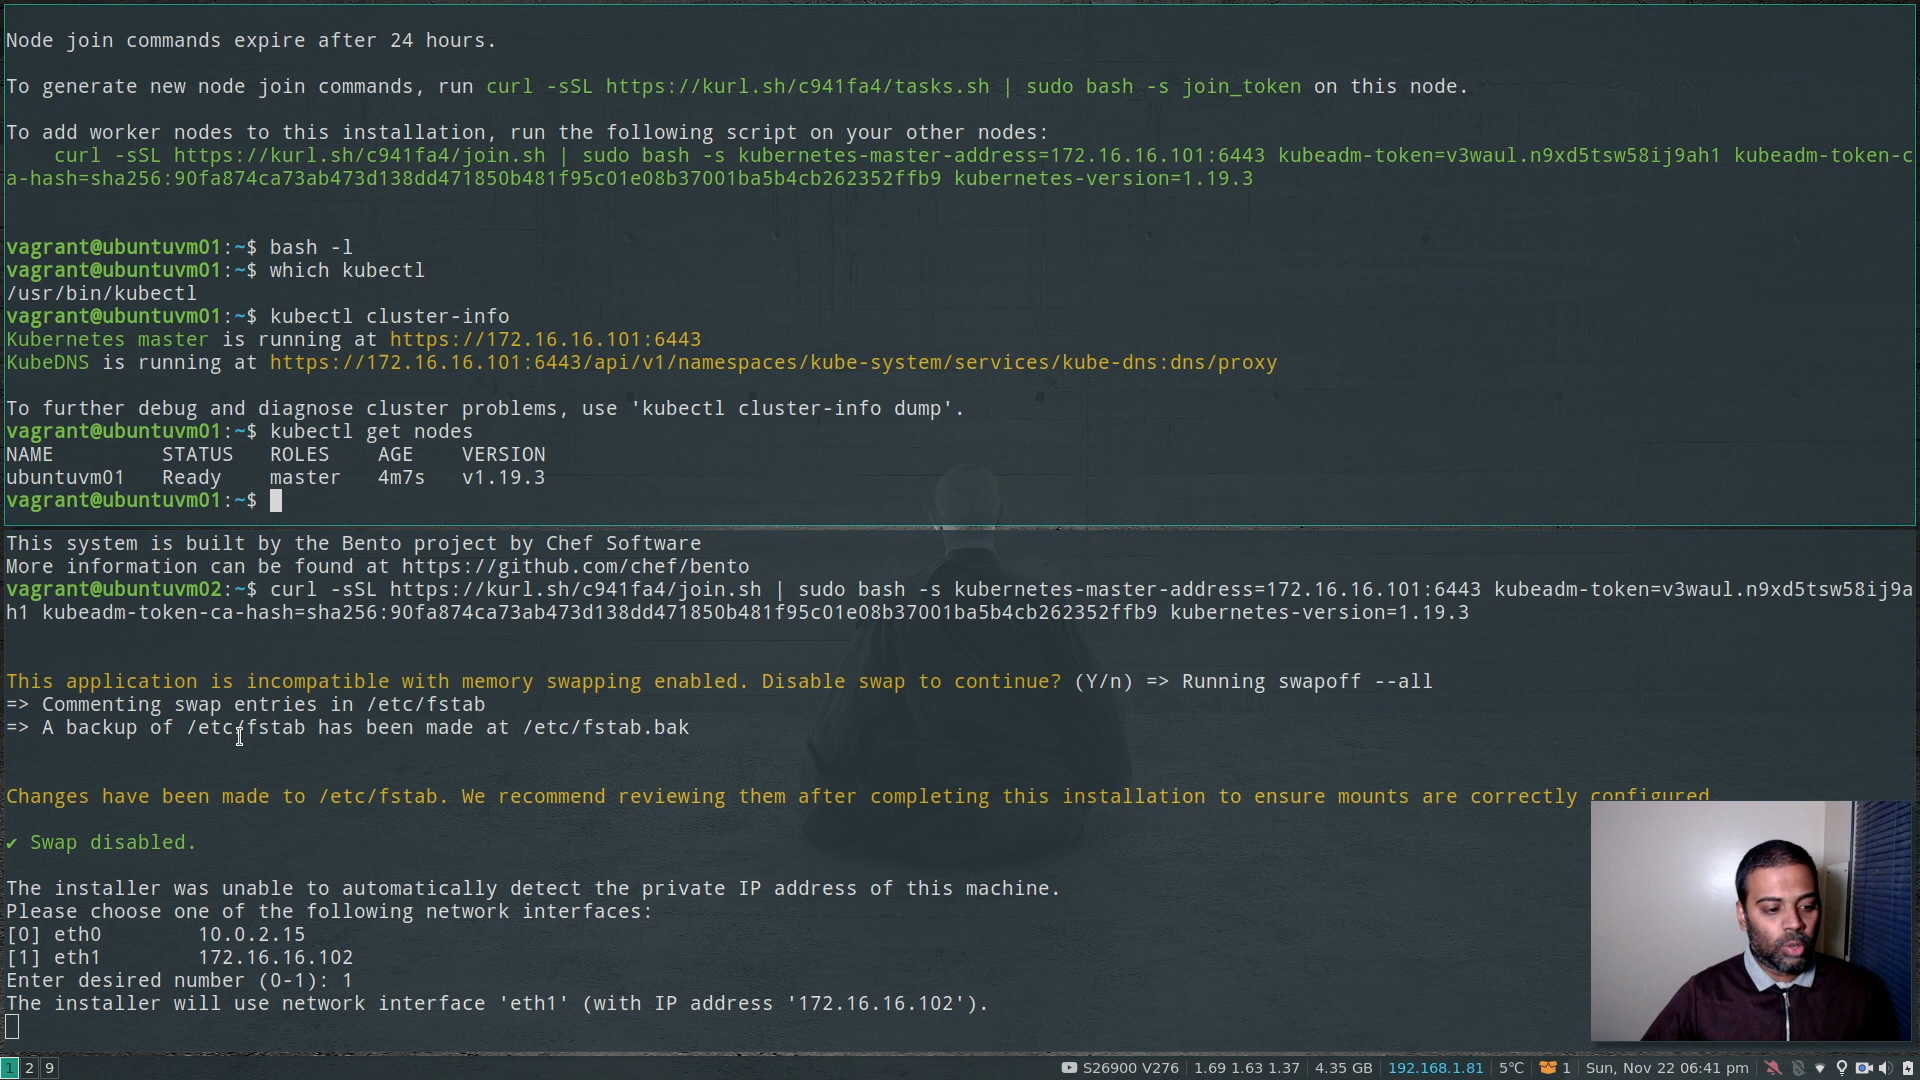 Node join commands expire after 24 hours.
To generate new node join commands, run curl -sSL https://kurl.sh/c941fa4/tasks.sh | sudo bash -s join_token on this node.
To add worker nodes to this installation, run the following script on your other nodes:
    curl -sSL https://kurl.sh/c941fa4/join.sh | sudo bash -s kubernetes-master-address=172.16.16.101:6443 kubeadm-token=v3waul.n9xd5tsw58ij9ah1 kubeadm-token-c
a-hash=sha256:90fa874ca73ab473d138dd471850b481f95c01e08b37001ba5b4cb262352ffb9 kubernetes-version=1.19.3
vagrant@ubuntuvm01:~$ bash -l
vagrant@ubuntuvm01:~$ which kubectl
/usr/bin/kubectl
vagrant@ubuntuvm01:~$ kubectl cluster-info
Kubernetes master is running at https://172.16.16.101:6443
KubeDNS is running at https://172.16.16.101:6443/api/v1/namespaces/kube-system/services/kube-dns:dns/proxy
To further debug and diagnose cluster problems, use 'kubectl cluster-info dump'.
vagrant@ubuntuvm01:~$ kubectl get nodes
NAME         STATUS   ROLES    AGE    VERSION
ubuntuvm01   Ready    master   4m7s   v1.19.3
vagrant@ubuntuvm01:~$
This system is built by the Bento project by Chef Software
More information can be found at https://github.com/chef/bento
vagrant@ubuntuvm02:~$ curl -sSL https://kurl.sh/c941fa4/join.sh | sudo bash -s kubernetes-master-address=172.16.16.101:6443 kubeadm-token=v3waul.n9xd5tsw58ij9a
h1 kubeadm-token-ca-hash=sha256:90fa874ca73ab473d138dd471850b481f95c01e08b37001ba5b4cb262352ffb9 kubernetes-version=1.19.3
This application is incompatible with memory swapping enabled. Disable swap to continue? (Y/n) => Running swapoff --all
=> Commenting swap entries in /etc/fstab
=> A backup of /etc/fstab has been made at /etc/fstab.bak
Changes have been made to /etc/fstab. We recommend reviewing them after completing this installation to ensure mounts are correctly configured.
✔ Swap disabled.
The installer was unable to automatically detect the private IP address of this machine.
Please choose one of the following network interfaces:
[0] eth0        10.0.2.15
[1] eth1        172.16.16.102
Enter desired number (0-1): 1
The installer will use network interface 'eth1' (with IP address '172.16.16.102').
1 2 9 S26900 V276 1.69 1.63 1.37 4.35 GB 192.168.1.81 5°C 1 Sun, Nov 22 06:41 pm